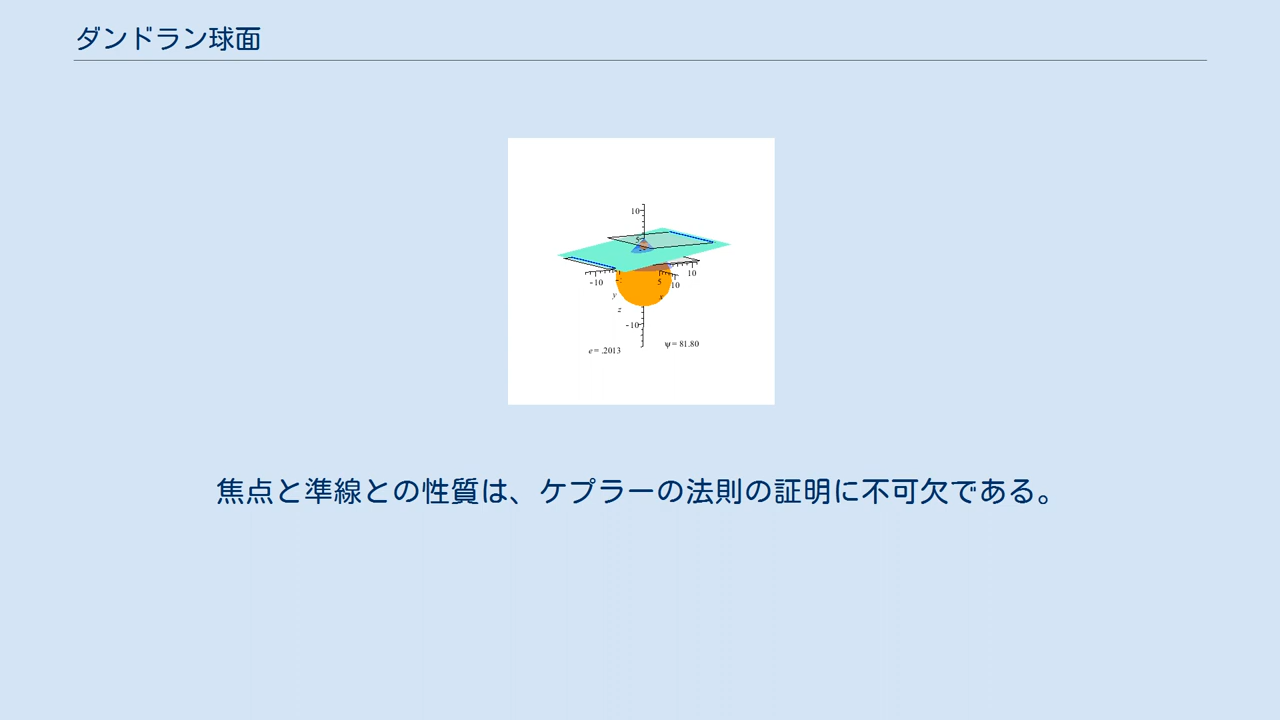 ダンドラン球面
10
5
-10
5
10
10
y
x
z
-10
e = .2013
ψ = 81.80
焦点と準線との性質は、ケプラーの法則の証明に不可欠である。